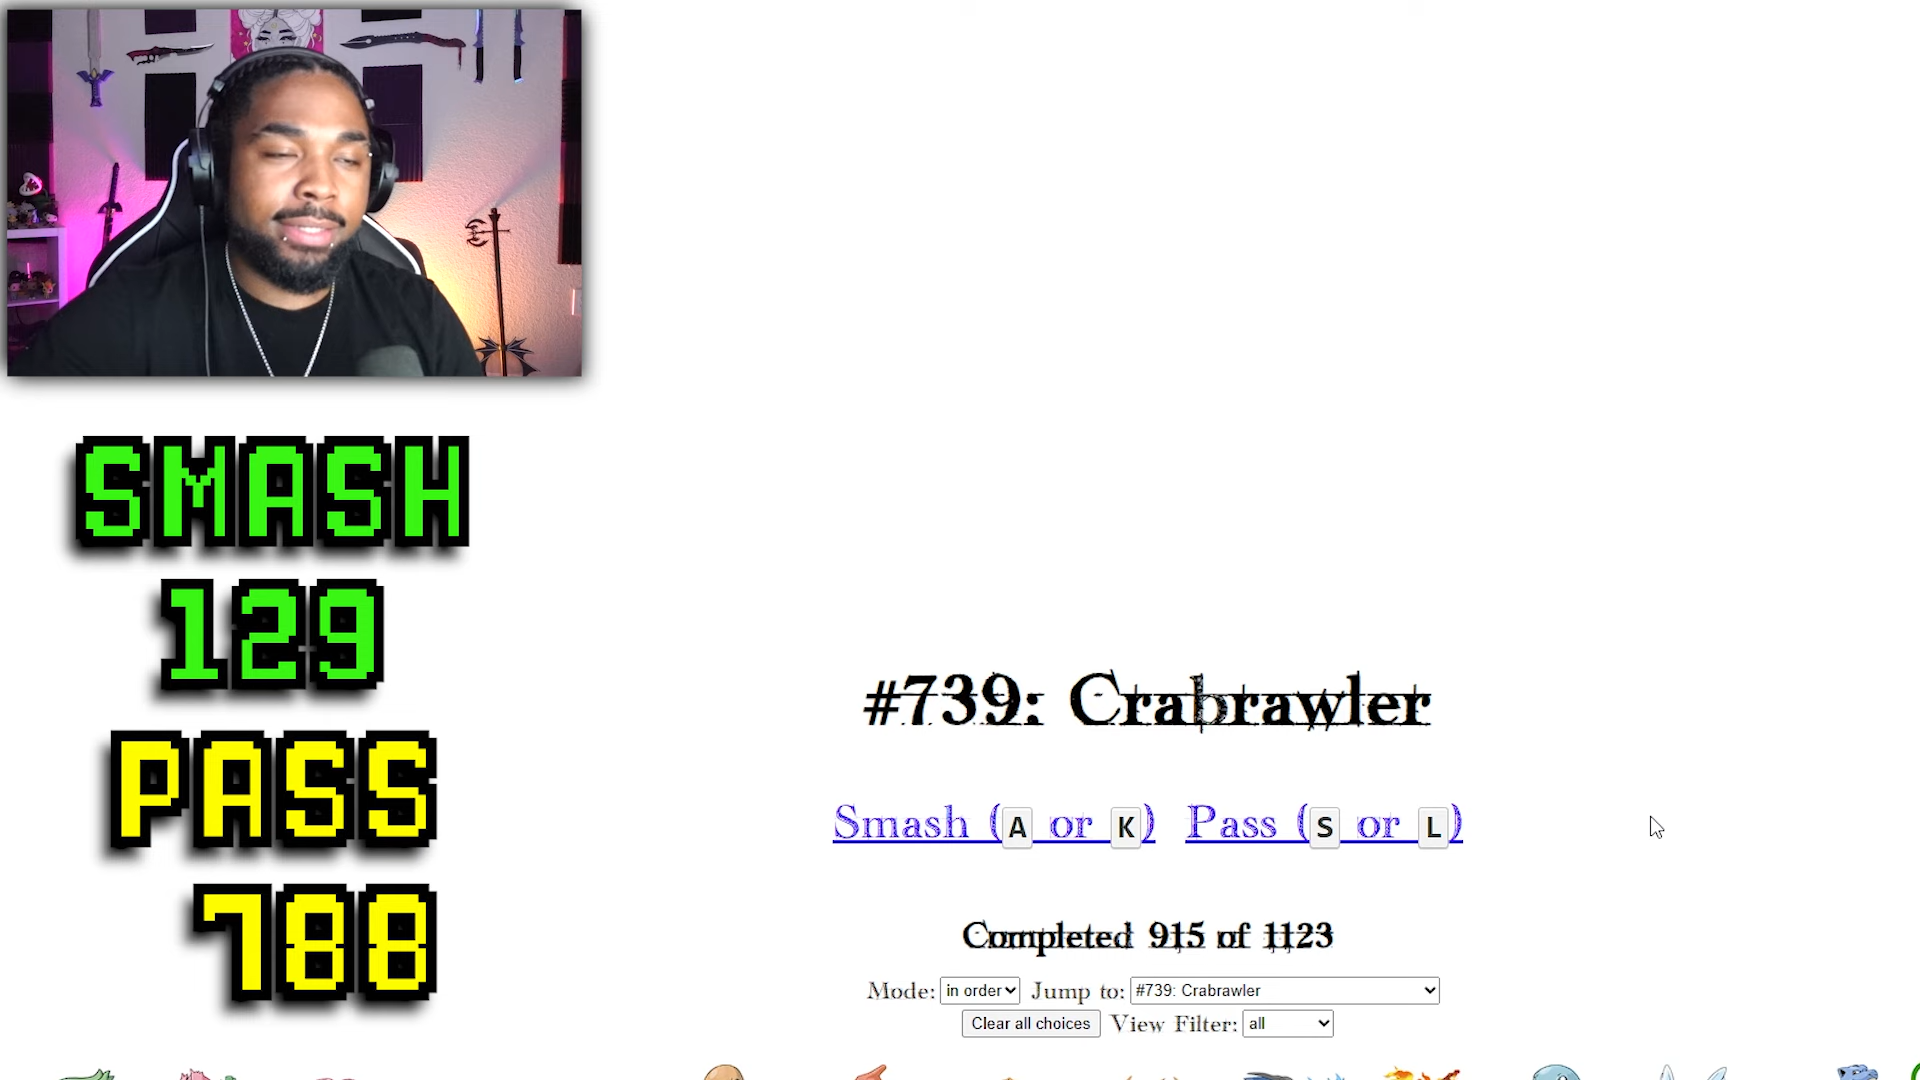 SMASH
129
PASS
788
#739: Crabrawler
Smash (A or K) Pass (S or L)
Completed 915 of 1123
Mode: in order Jump to: #739: Crabrawler
Clear all choices View Filter: all